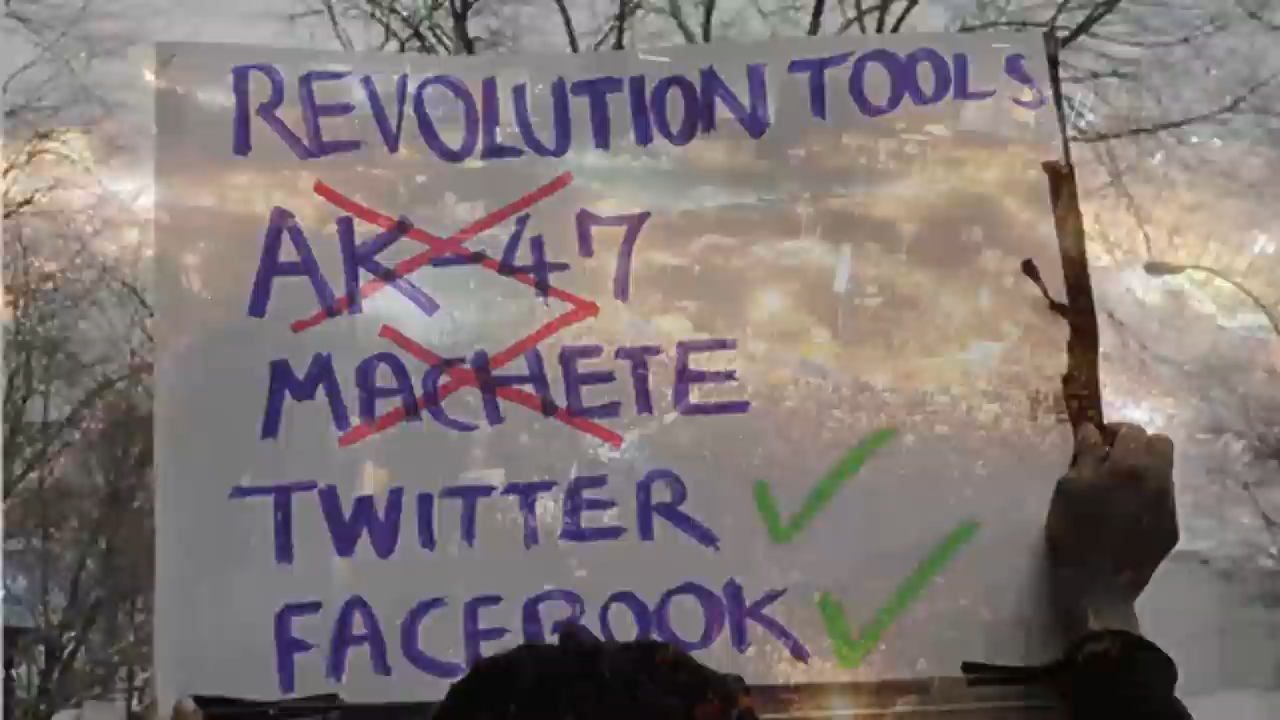 REVOLUTION TOOLS
AK-47
MACHETE
TWITTER
FACEBOOK